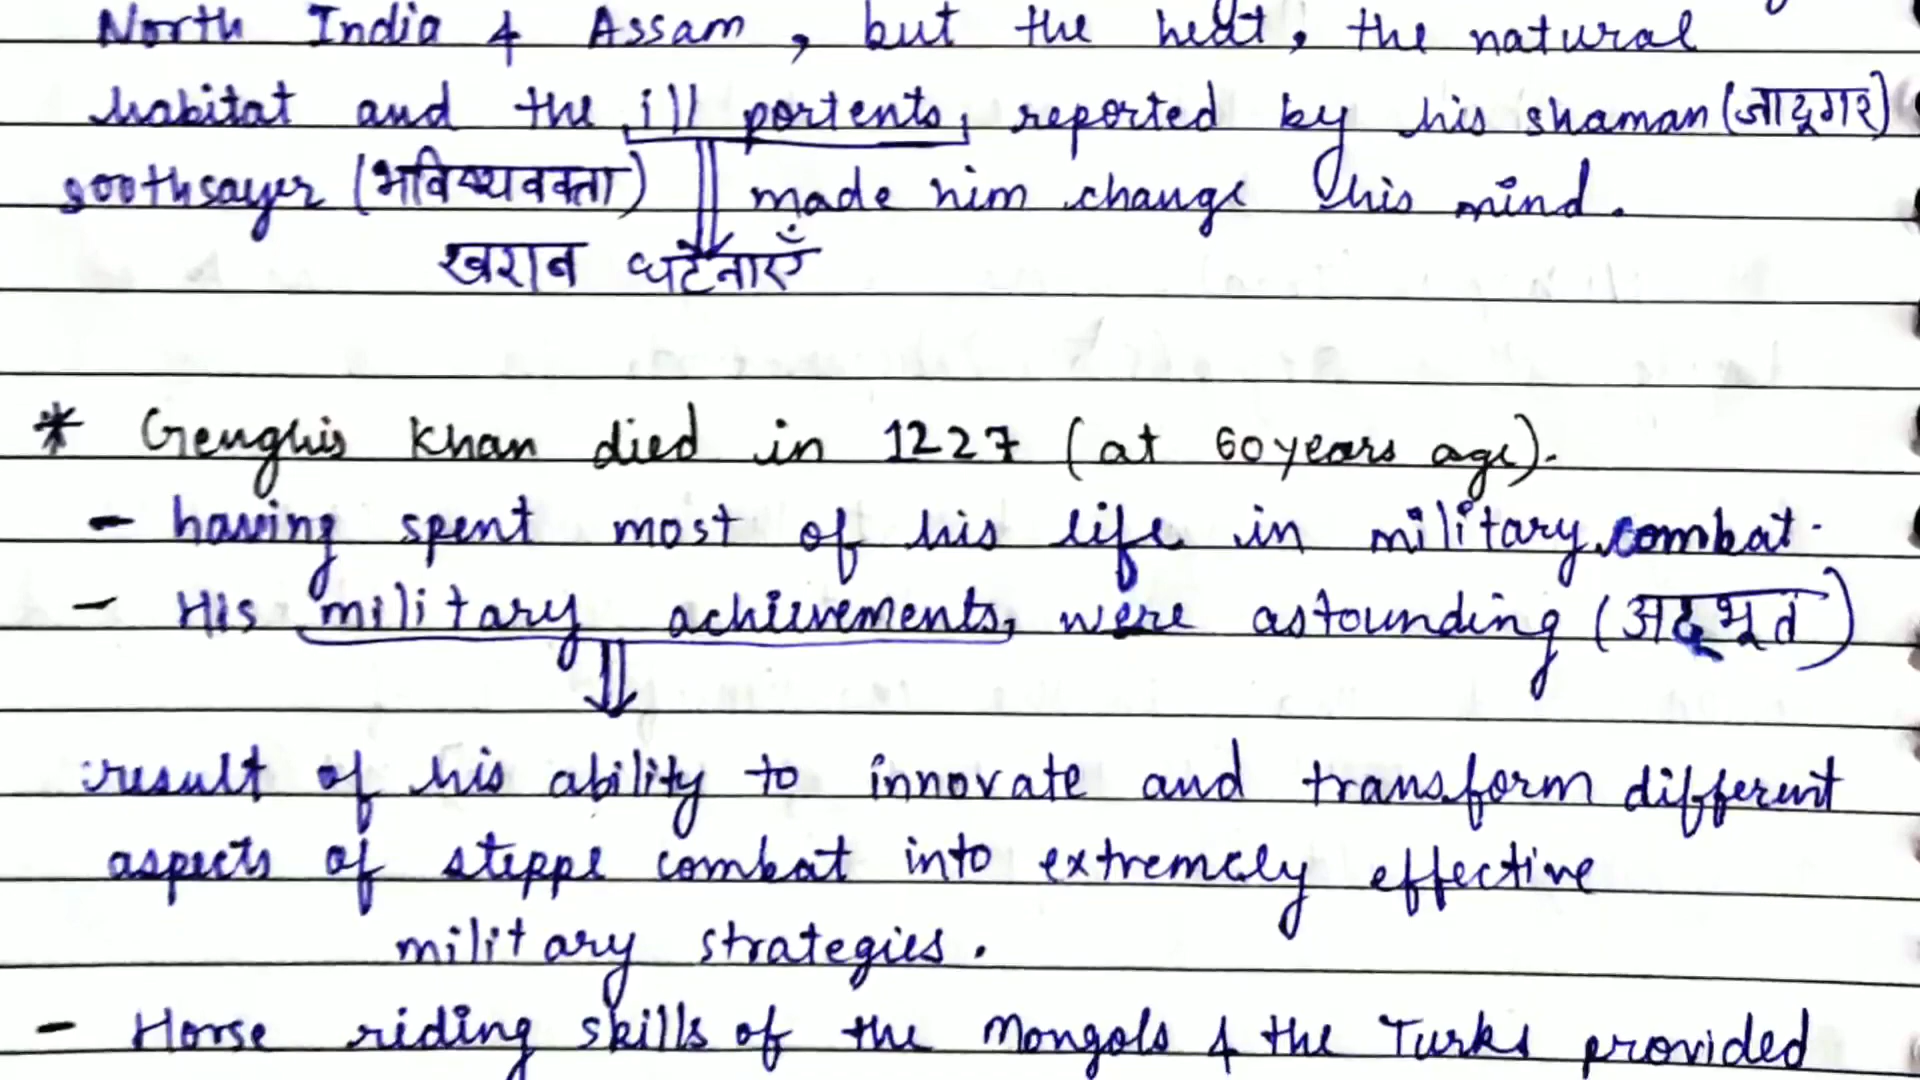 North India & Assam, but the heat, the natural
habitat and the ill portents, reported by his shaman (जादूगर)
soothsayer (भविष्यवक्ता) made him change his mind.
खराब घटनाएँ
* Genghis Khan died in 1227 (at 60 years age).
- having spent most of his life in military combat.
- His military achievements, were astounding (अद्भुत)
result of his ability to innovate and transform different
aspects of steppe combat into extremely effective
military strategies.
- Horse riding skills of the Mongols & the Turks provided